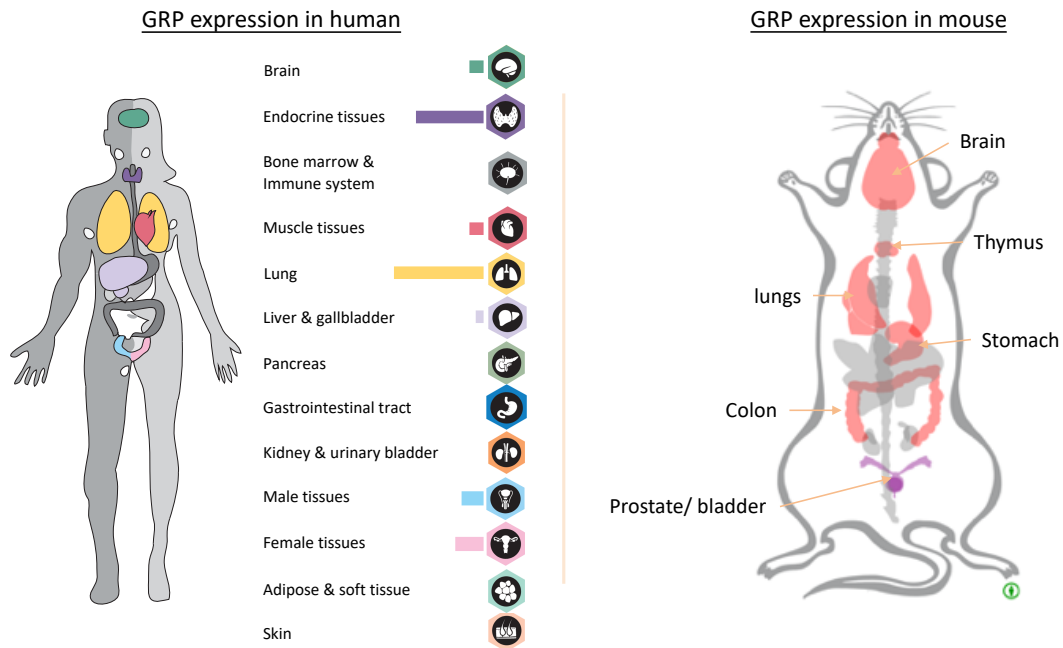 GRP expression in human
Brain
Endocrine tissues
Bone marrow &
Immune system
Muscle tissues
Lung
Liver & gallbladder
Pancreas
Gastrointestinal tract
Kidney & urinary bladder
Male tissues
Female tissues
Adipose & soft tissue
Skin
GRP expression in mouse
Brain
Thymus
lungs
Stomach
Colon
Prostate/ bladder